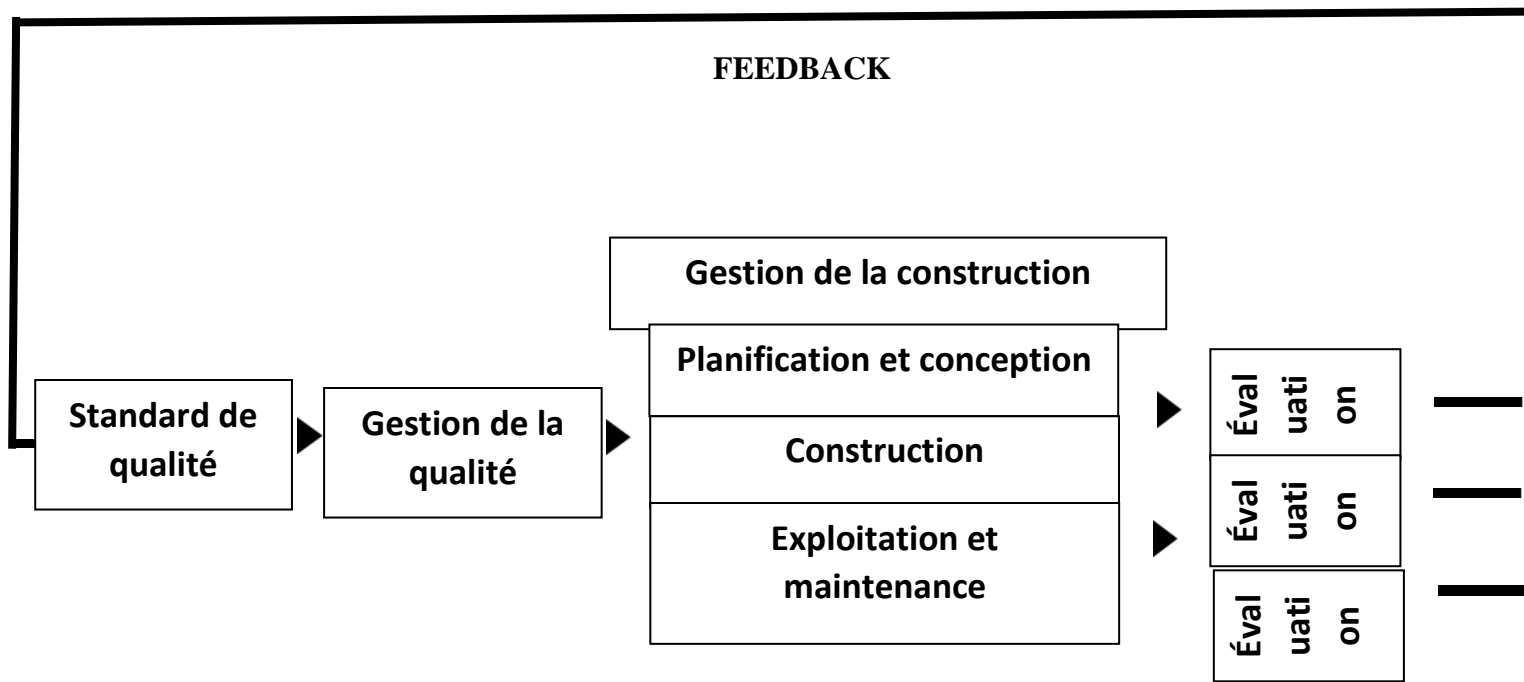 FEEDBACK
Gestion de la construction
Planification et conception
Standard de
qualité
Gestion de la
qualité
Construction
Exploitation et
maintenance
Éval
uati
on
Éval
uati
on
Éval
uati
on